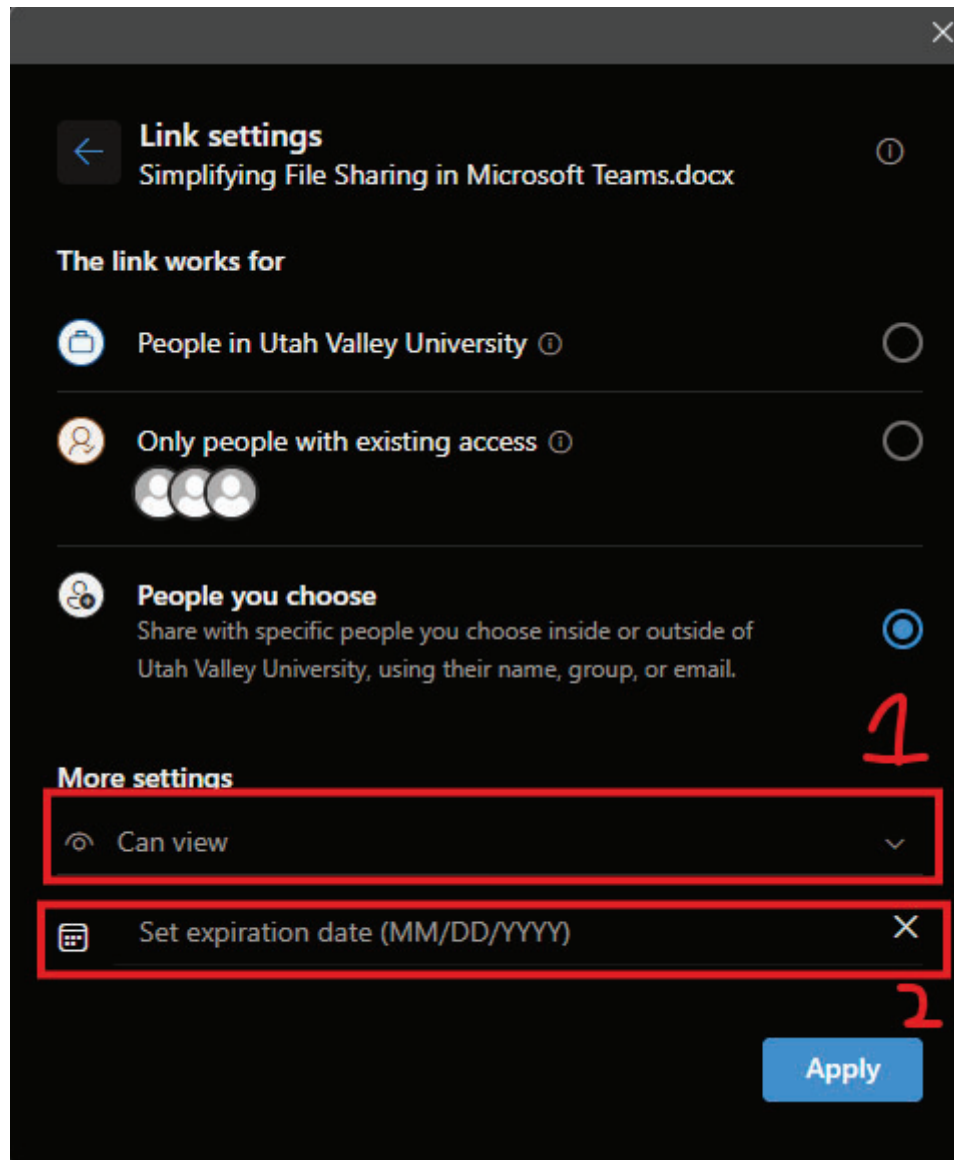 Link settings
Simplifying File Sharing in Microsoft Teams.docx
The link works for
People in Utah Valley University
Only people with existing access
People you choose
Share with specific people you choose inside or outside of
Utah Valley University, using their name, group, or email.
1
More settings
Can view
Set expiration date (MM/DD/YYYY)
2
Apply